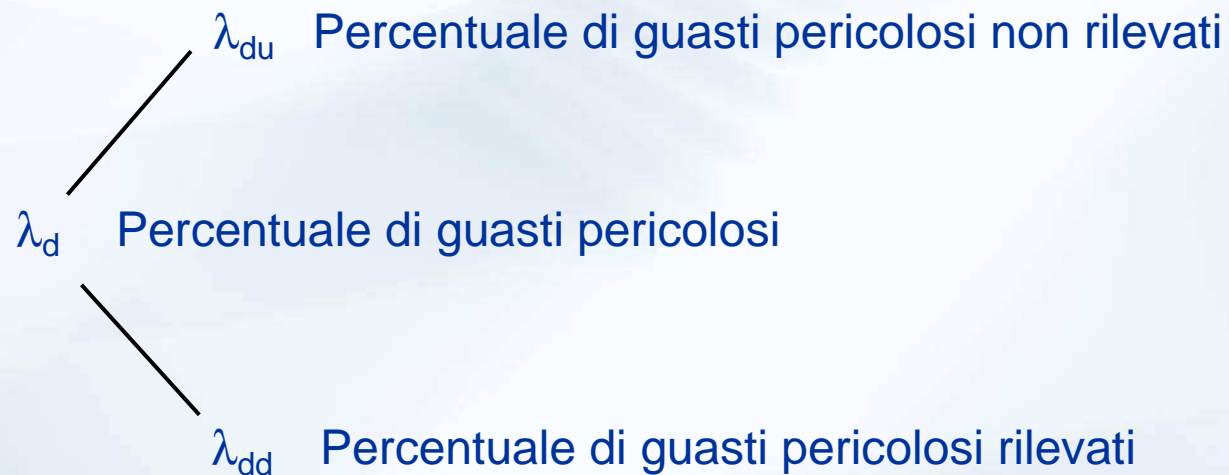 λdu Percentuale di guasti pericolosi non rilevati
λd Percentuale di guasti pericolosi
λdd Percentuale di guasti pericolosi rilevati